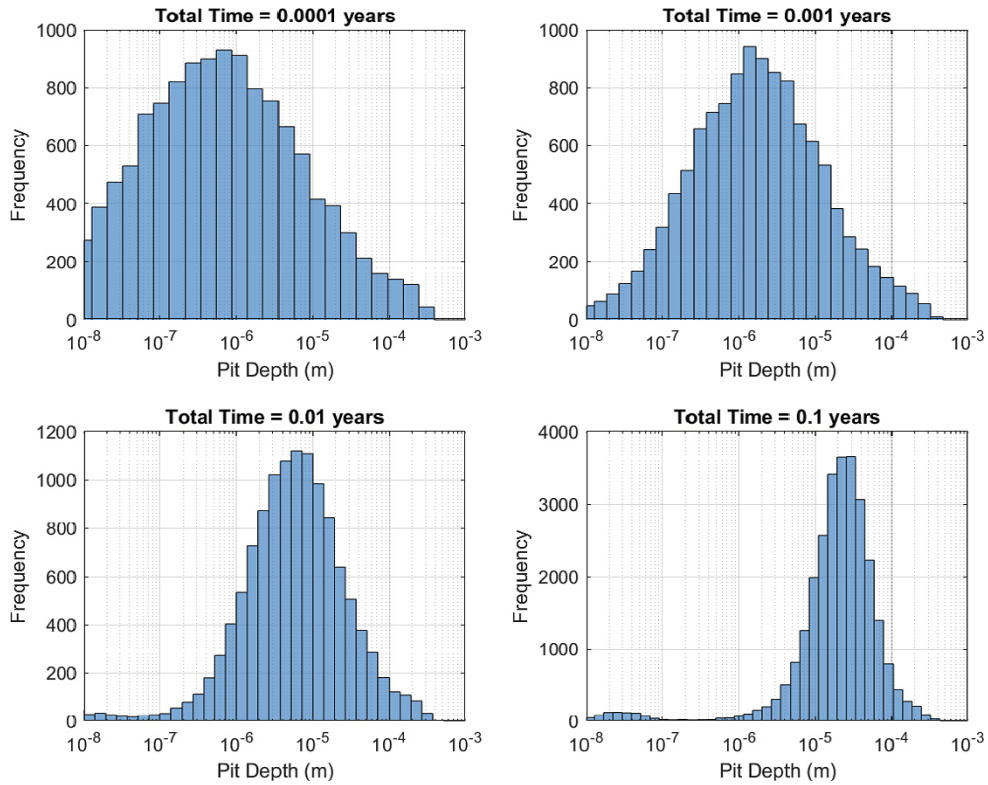 Total Time = 0.0001 years
1000
800
600
400
200
0
Frequency
10-8 10-7 10-6 10-5 10-4 10-3
Pit Depth (m)
Total Time = 0.001 years
1000
800
600
400
200
0
Frequency
10-8 10-7 10-6 10-5 10-4 10-3
Pit Depth (m)
Total Time = 0.01 years
1200
1000
800
600
400
200
0
Frequency
10-8 10-7 10-6 10-5 10-4 10-3
Pit Depth (m)
Total Time = 0.1 years
4000
3000
2000
1000
0
Frequency
10-8 10-7 10-6 10-5 10-4 10-3
Pit Depth (m)